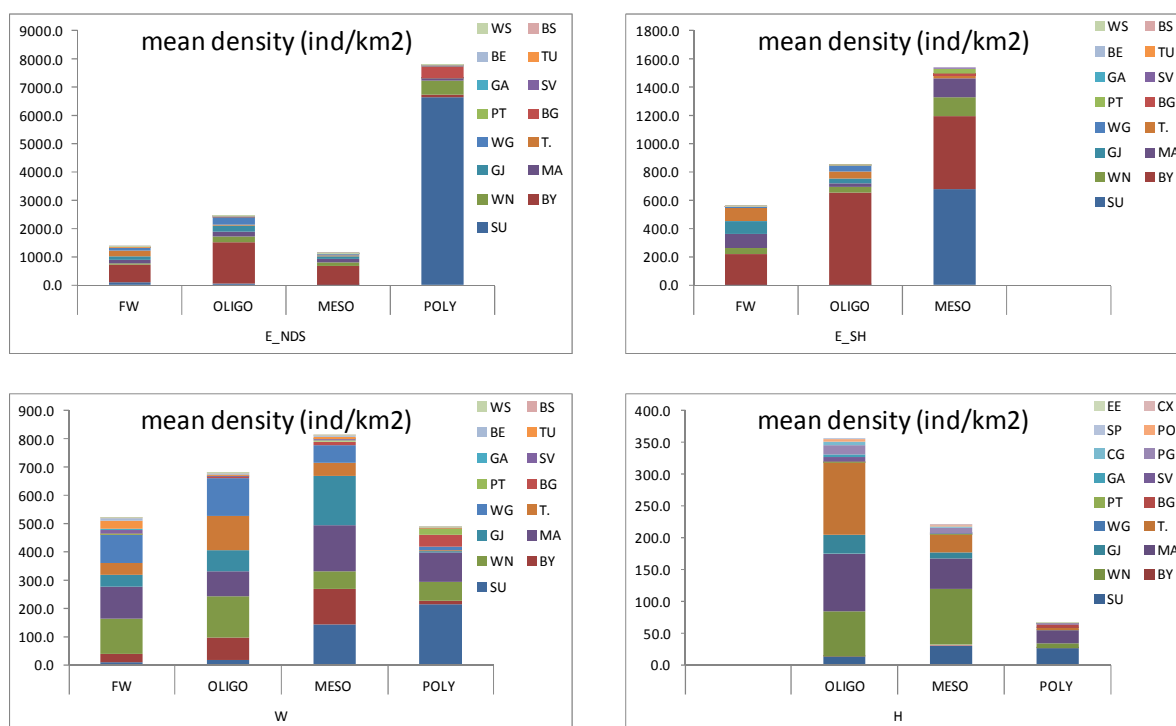 mean density (ind/km2)
9000.0
8000.0
7000.0
6000.0
5000.0
4000.0
3000.0
2000.0
1000.0
0.0
FW OLIGO MESO POLY
E_NDS
WS BS
BE TU
GA SV
PT BG
WG T.
GJ MA
WN BY
SU
mean density (ind/km2)
1800.0
1600.0
1400.0
1200.0
1000.0
800.0
600.0
400.0
200.0
0.0
FW OLIGO MESO
E_SH
WS BS
BE TU
GA SV
PT BG
WG T.
GJ MA
WN BY
SU
mean density (ind/km2)
900.0
800.0
700.0
600.0
500.0
400.0
300.0
200.0
100.0
0.0
FW OLIGO MESO POLY
W
WS BS
BE TU
GA SV
PT BG
WG T.
GJ MA
WN BY
SU
mean density (ind/km2)
400.0
350.0
300.0
250.0
200.0
150.0
100.0
50.0
0.0
OLIGO MESO POLY
H
EE CX
SP PO
CG PG
GA SV
PT BG
WG T.
GJ MA
WN BY
SU